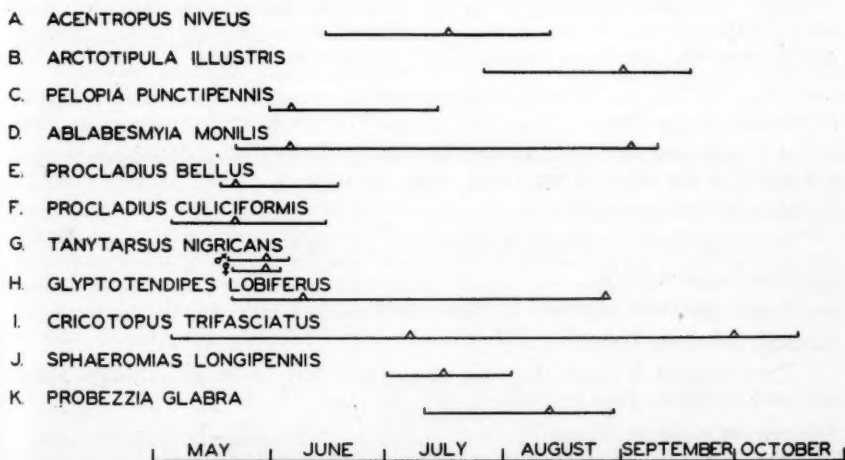 A. ACENTROPUS NIVEUS
B. ARCTOTIPULA ILLUSTRIS
C. PELOPIA PUNCTIPENNIS
D. ABLABESMYIA MONILIS
E. PROCLADIUS BELLUS
F. PROCLADIUS CULICIFORMIS
G. TANYTARSUS NIGRICANS
♂
♀
H. GLYPTOTENDIPES LOBIFERUS
I. CRICOTOPUS TRIFASCIATUS
J. SPHAEROMIAS LONGIPENNIS
K. PROBEZZIA GLABRA
MAY JUNE JULY AUGUST SEPTEMBER OCTOBER